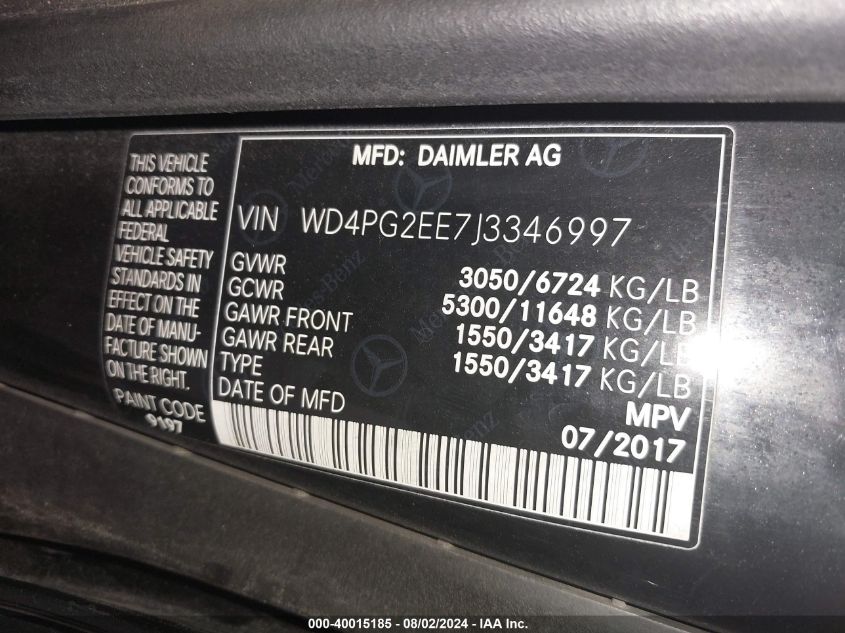 THIS VEHICLE
CONFORMS TO
ALL APPLICABLE
FEDERAL
VEHICLE SAFETY
STANDARDS IN
EFFECT ON THE
DATE OF MANU-
FACTURE SHOWN
ON THE RIGHT.
PAINT CODE
9197
MFD: DAIMLER AG
VIN WD4PG2EE7J3346997
GVWR 3050/6724 KG/LB
GCWR 5300/11648 KG/LB
GAWR FRONT 1550/3417 KG/LB
GAWR REAR 1550/3417 KG/LB
TYPE MPV
DATE OF MFD 07/2017
Mercedes-Benz
000-40015185 - 08/02/2024 - IAA Inc.